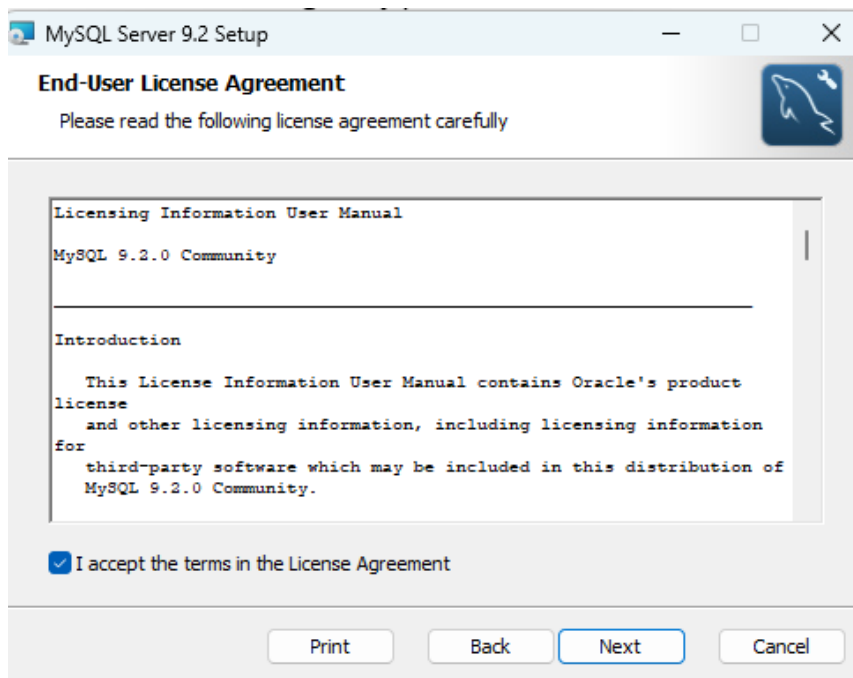 MySQL Server 9.2 Setup
End-User License Agreement
Please read the following license agreement carefully
Licensing Information User Manual
MySQL 9.2.0 Community
Introduction
This License Information User Manual contains Oracle's product
license
and other licensing information, including licensing information
for
third-party software which may be included in this distribution of
MySQL 9.2.0 Community.
I accept the terms in the License Agreement
Print Back Next Cancel